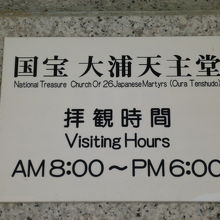 国宝 大浦天主堂
National Treasure Church Of 26 Japanese Martyrs (Oura Tenshudo)
拝観時間
Visiting Hours
AM 8:00～PM 6:00